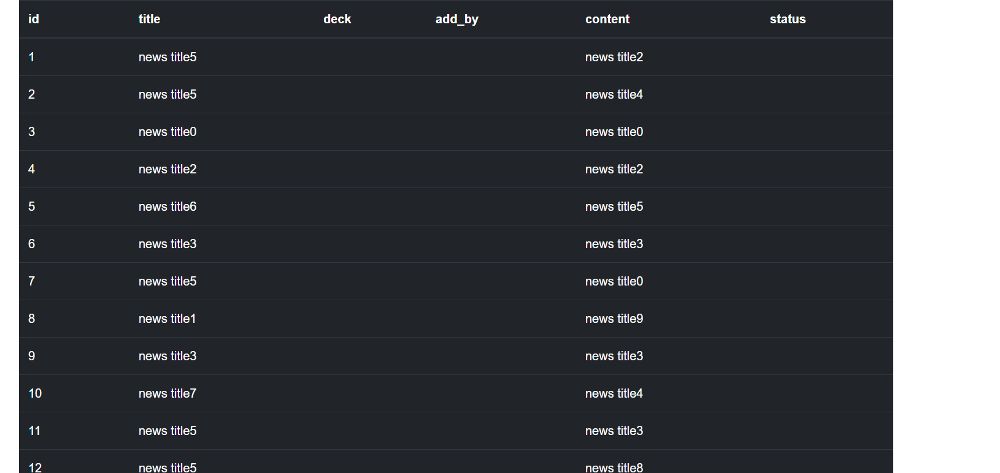 id title deck add_by content status
1 news title5 news title2
2 news title5 news title4
3 news title0 news title0
4 news title2 news title2
5 news title6 news title5
6 news title3 news title3
7 news title5 news title0
8 news title1 news title9
9 news title3 news title3
10 news title7 news title4
11 news title5 news title3
12 news title5 news title8